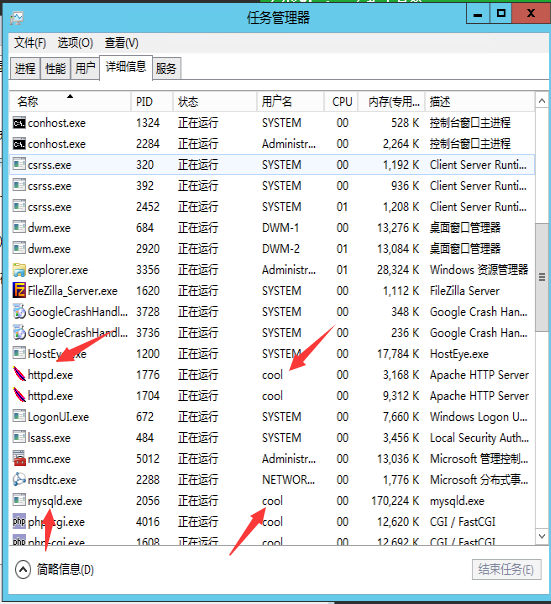 任务管理器
文件(F) 选项(O) 查看(V)
进程 性能 用户 详细信息 服务
名称 PID 状态 用户名 CPU 内存(专用... 描述
conhost.exe 1324 正在运行 SYSTEM 00 528 K 控制台窗口主进程
conhost.exe 2284 正在运行 Administr... 00 2,264 K 控制台窗口主进程
csrss.exe 320 正在运行 SYSTEM 00 1,192 K Client Server Runti...
csrss.exe 392 正在运行 SYSTEM 00 936 K Client Server Runti...
csrss.exe 2452 正在运行 SYSTEM 01 1,208 K Client Server Runti...
dwm.exe 684 正在运行 DWM-1 00 13,276 K 桌面窗口管理器
dwm.exe 2920 正在运行 DWM-2 01 13,084 K 桌面窗口管理器
explorer.exe 3356 正在运行 Administr... 01 28,324 K Windows 资源管理器
FileZilla_Server.exe 1620 正在运行 SYSTEM 00 1,112 K FileZilla Server
GoogleCrashHandl... 3728 正在运行 SYSTEM 00 348 K Google Crash Han...
GoogleCrashHandl... 3736 正在运行 SYSTEM 00 236 K Google Crash Han...
HostEye.exe 1200 正在运行 SYSTEM 00 17,784 K HostEye.exe
httpd.exe 1776 正在运行 cool 00 3,168 K Apache HTTP Server
httpd.exe 1704 正在运行 cool 00 9,312 K Apache HTTP Server
LogonUI.exe 672 正在运行 SYSTEM 00 7,660 K Windows Logon U...
lsass.exe 484 正在运行 SYSTEM 00 3,456 K Local Security Auth...
mmc.exe 5012 正在运行 Administr... 00 13,036 K Microsoft 管理控制...
msdtc.exe 2288 正在运行 NETWOR... 00 1,776 K Microsoft 分布式事...
mysqld.exe 2056 正在运行 cool 00 170,224 K mysqld.exe
php-cgi.exe 4016 正在运行 cool 00 12,620 K CGI / FastCGI
php-cgi.exe 1608 正在运行 cool 00 12,692 K CGI / FastCGI
简略信息(D) 结束任务(E)